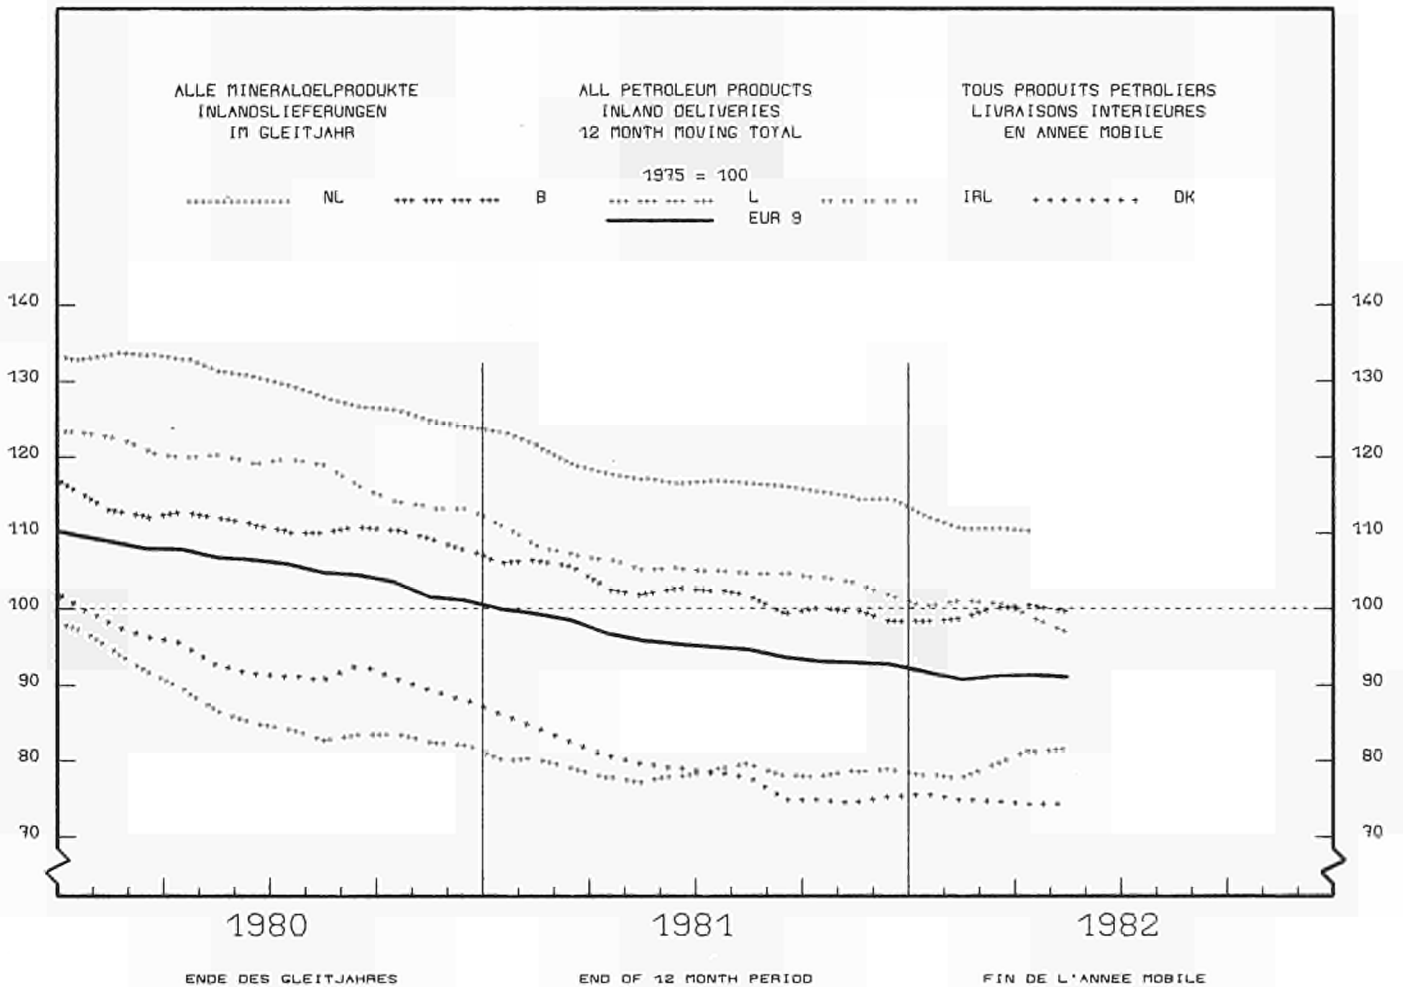 ALLE MINERALOELPRODUKTE
INLANDSLIEFERUNGEN
IM GLEITJAHR
ALL PETROLEUM PRODUCTS
INLAND DELIVERIES
12 MONTH MOVING TOTAL
TOUS PRODUITS PETROLIERS
LIVRAISONS INTERIEURES
EN ANNEE MOBILE
1975 = 100
NL B L IRL DK
EUR 9
140 140
130 130
120 120
110 110
100 100
90 90
80 80
70 70
1980 1981 1982
ENDE DES GLEITJAHRES END OF 12 MONTH PERIOD FIN DE L'ANNEE MOBILE